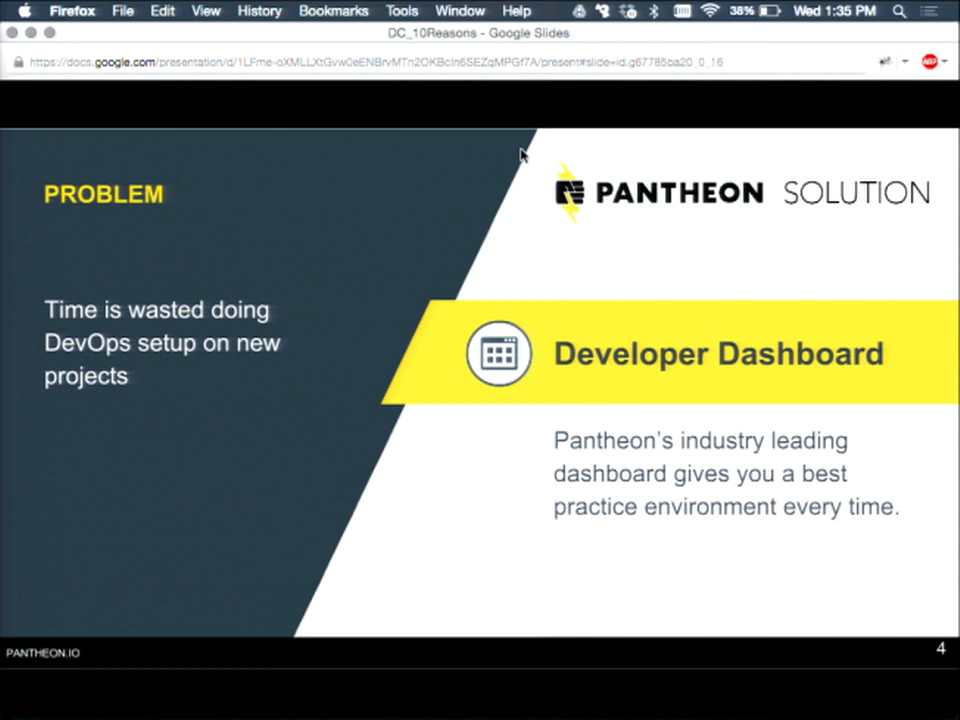 Firefox File Edit View History Bookmarks Tools Window Help 38% Wed 1:35 PM
DC_10Reasons - Google Slides
PROBLEM
PANTHEON SOLUTION
Time is wasted doing
DevOps setup on new
projects
Developer Dashboard
Pantheon's industry leading
dashboard gives you a best
practice environment every time.
PANTHEON.IO
4